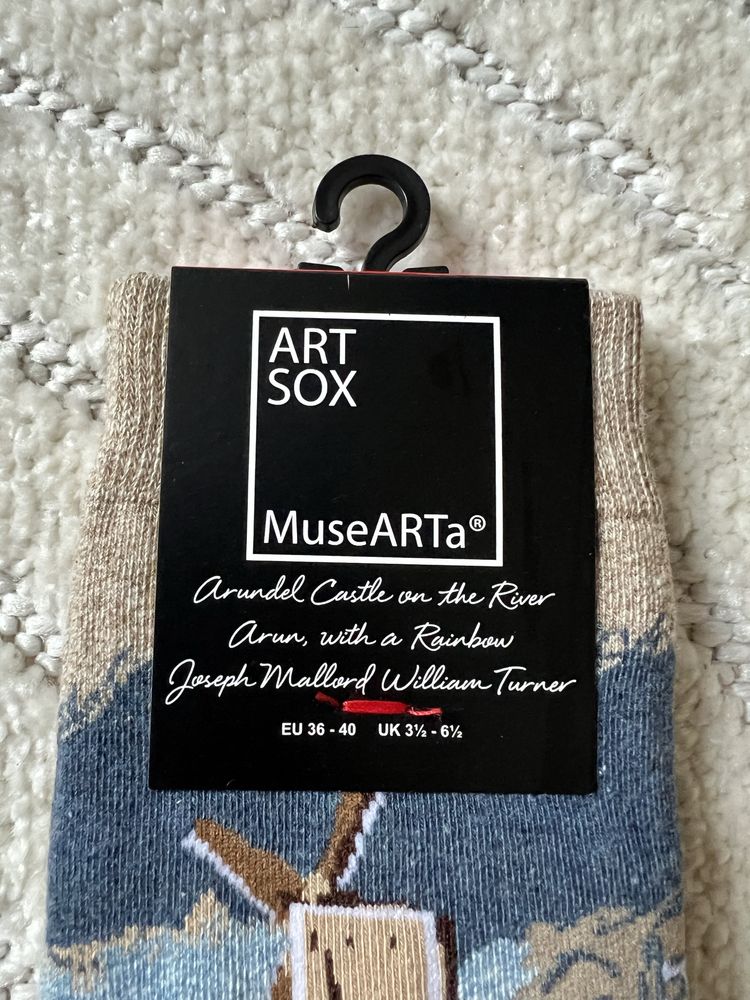 ART
SOX
MuseARTa®
Arundel Castle on the River
Arun, with a Rainbow
Joseph Mallord William Turner
EU 36 - 40 UK 3½ - 6½